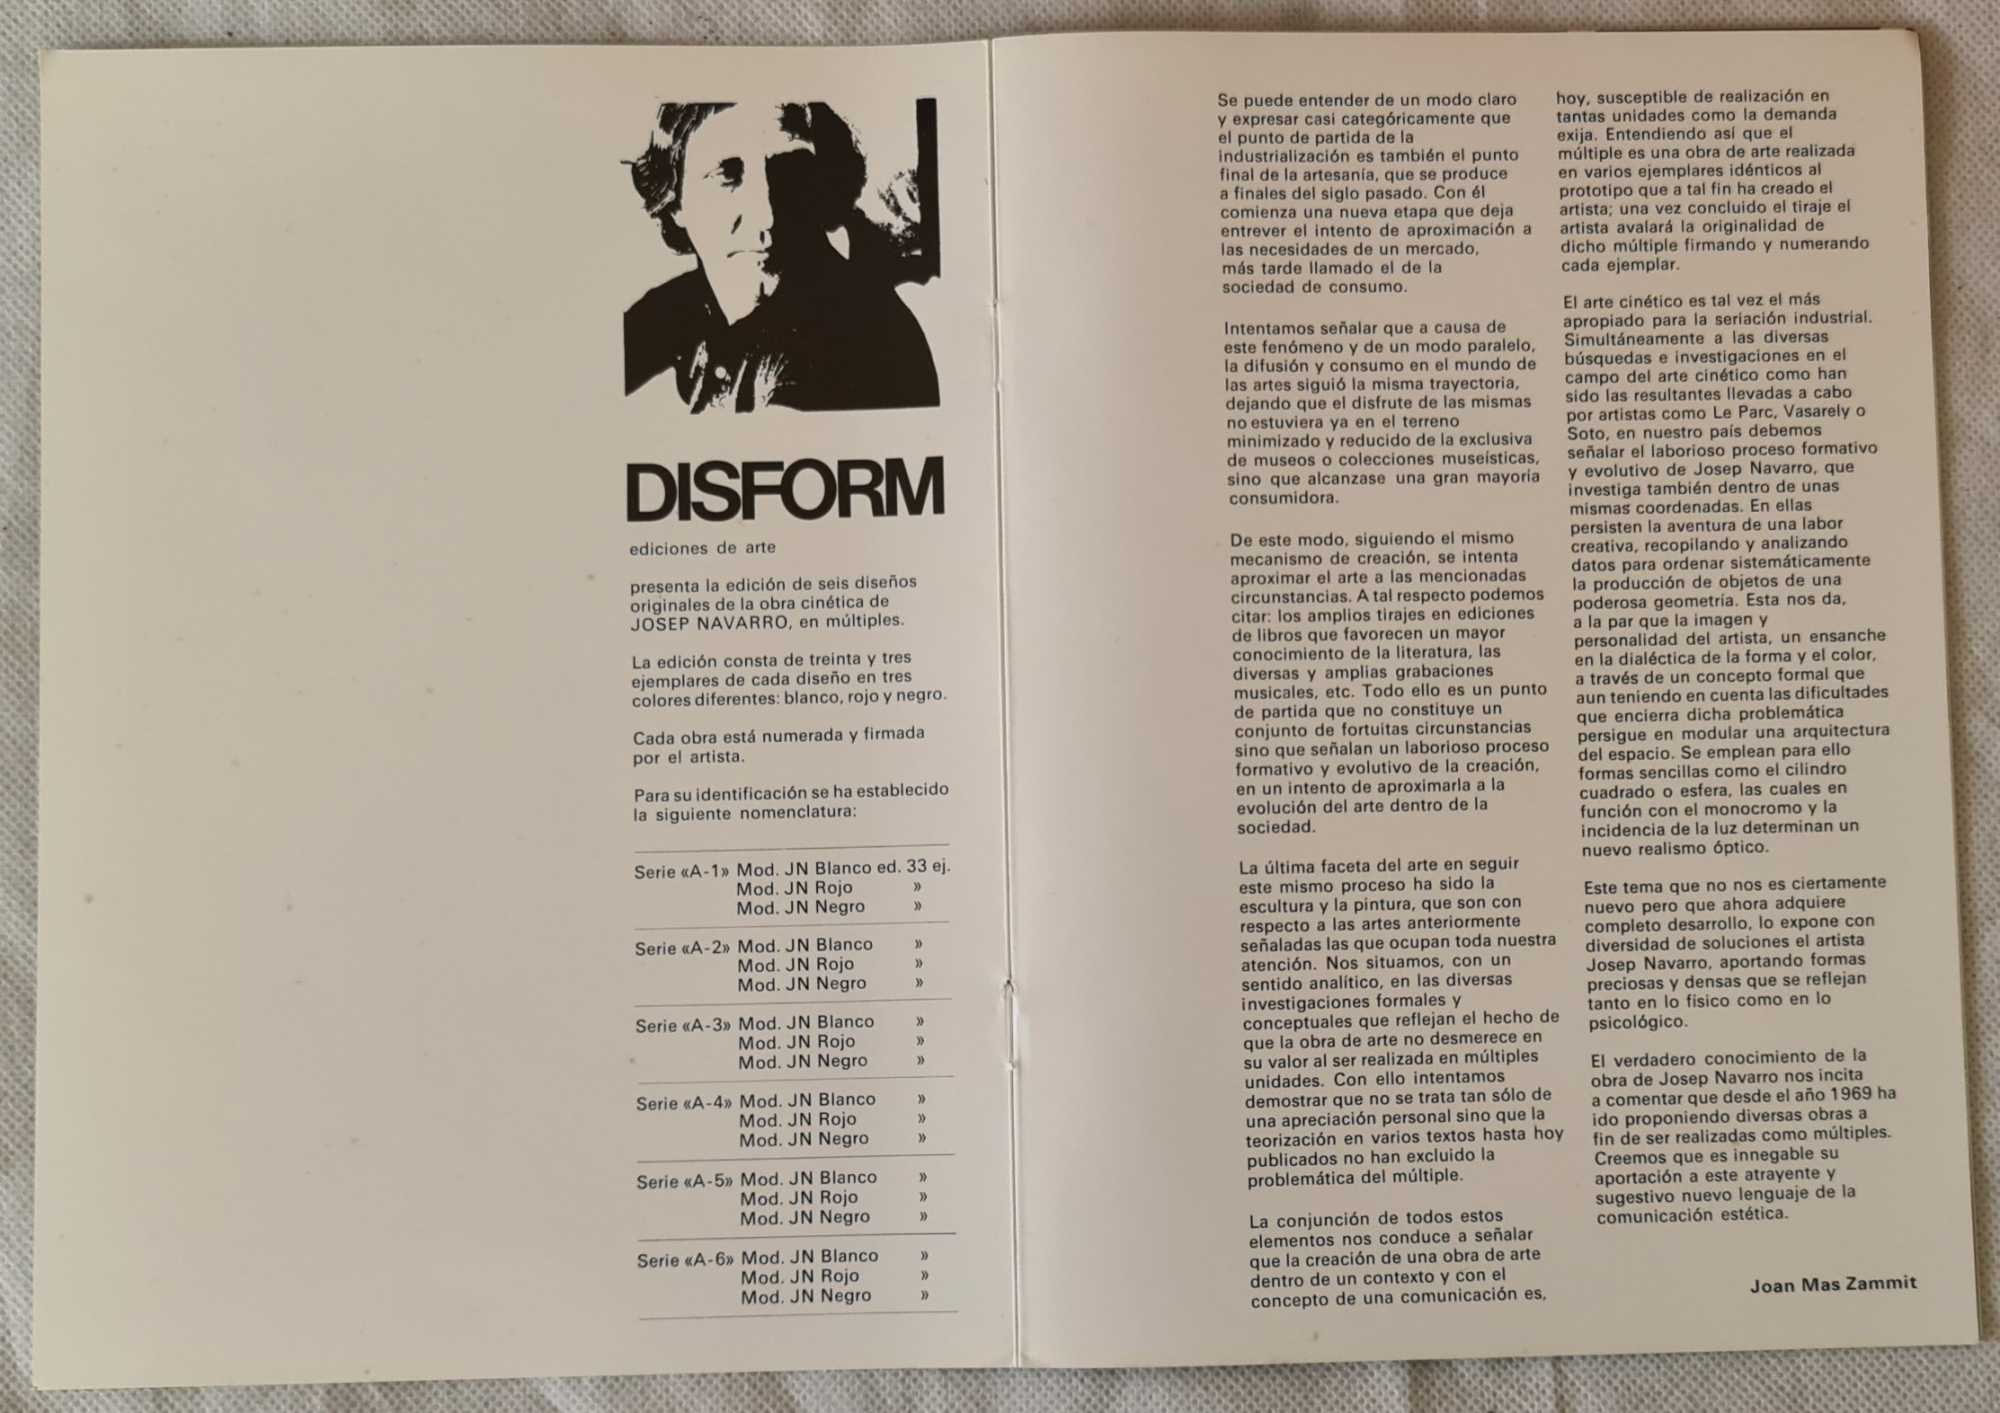 DISFORM
ediciones de arte
presenta la edición de seis diseños
originales de la obra cinética de
JOSEP NAVARRO, en múltiples.
La edición consta de treinta y tres
ejemplares de cada diseño en tres
colores diferentes: blanco, rojo y negro.
Cada obra está numerada y firmada
por el artista.
Para su identificación se ha establecido
la siguiente nomenclatura:
Serie «A-1» Mod. JN Blanco ed. 33 ej.
Mod. JN Rojo »
Mod. JN Negro »
Serie «A-2» Mod. JN Blanco »
Mod. JN Rojo »
Mod. JN Negro »
Serie «A-3» Mod. JN Blanco »
Mod. JN Rojo »
Mod. JN Negro »
Serie «A-4» Mod. JN Blanco »
Mod. JN Rojo »
Mod. JN Negro »
Serie «A-5» Mod. JN Blanco »
Mod. JN Rojo »
Mod. JN Negro »
Serie «A-6» Mod. JN Blanco »
Mod. JN Rojo »
Mod. JN Negro »
Se puede entender de un modo claro
y expresar casi categóricamente que
el punto de partida de la
industrialización es también el punto
final de la artesanía, que se produce
a finales del siglo pasado. Con él
comienza una nueva etapa que deja
entrever el intento de aproximación a
las necesidades de un mercado,
más tarde llamado el de la
sociedad de consumo.
Intentamos señalar que a causa de
este fenómeno y de un modo paralelo,
la difusión y consumo en el mundo de
las artes siguió la misma trayectoria,
dejando que el disfrute de las mismas
no estuviera ya en el terreno
minimizado y reducido de la exclusiva
de museos o colecciones museísticas,
sino que alcanzase una gran mayoría
consumidora.
De este modo, siguiendo el mismo
mecanismo de creación, se intenta
aproximar el arte a las mencionadas
circunstancias. A tal respecto podemos
citar: los amplios tirajes en ediciones
de libros que favorecen un mayor
conocimiento de la literatura, las
diversas y amplias grabaciones
musicales, etc. Todo ello es un punto
de partida que no constituye un
conjunto de fortuitas circunstancias
sino que señalan un laborioso proceso
formativo y evolutivo de la creación,
en un intento de aproximarla a la
evolución del arte dentro de la
sociedad.
La última faceta del arte en seguir
este mismo proceso ha sido la
escultura y la pintura, que son con
respecto a las artes anteriormente
señaladas las que ocupan toda nuestra
atención. Nos situamos, con un
sentido analítico, en las diversas
investigaciones formales y
conceptuales que reflejan el hecho de
que la obra de arte no desmerece en
su valor al ser realizada en múltiples
unidades. Con ello intentamos
demostrar que no se trata tan sólo de
una apreciación personal sino que la
teorización en varios textos hasta hoy
publicados no han excluido la
problemática del múltiple.
La conjunción de todos estos
elementos nos conduce a señalar
que la creación de una obra de arte
dentro de un contexto y con el
concepto de una comunicación es,
hoy, susceptible de realización en
tantas unidades como la demanda
exija. Entendiendo así que el
múltiple es una obra de arte realizada
en varios ejemplares idénticos al
prototipo que a tal fin ha creado el
artista; una vez concluido el tiraje el
artista avalará la originalidad de
dicho múltiple firmando y numerando
cada ejemplar.
El arte cinético es tal vez el más
apropiado para la seriación industrial.
Simultáneamente a las diversas
búsquedas e investigaciones en el
campo del arte cinético como han
sido las resultantes llevadas a cabo
por artistas como Le Parc, Vasarely o
Soto, en nuestro país debemos
señalar el laborioso proceso formativo
y evolutivo de Josep Navarro, que
investiga también dentro de unas
mismas coordenadas. En ellas
persisten la aventura de una labor
creativa, recopilando y analizando
datos para ordenar sistemáticamente
la producción de objetos de una
poderosa geometría. Esta nos da,
a la par que la imagen y
personalidad del artista, un ensanche
en la dialéctica de la forma y el color,
a través de un concepto formal que
aun teniendo en cuenta las dificultades
que encierra dicha problemática
persigue en modular una arquitectura
del espacio. Se emplean para ello
formas sencillas como el cilindro
cuadrado o esfera, las cuales en
función con el monocromo y la
incidencia de la luz determinan un
nuevo realismo óptico.
Este tema que no nos es ciertamente
nuevo pero que ahora adquiere
completo desarrollo, lo expone con
diversidad de soluciones el artista
Josep Navarro, aportando formas
preciosas y densas que se reflejan
tanto en lo físico como en lo
psicológico.
El verdadero conocimiento de la
obra de Josep Navarro nos incita
a comentar que desde el año 1969 ha
ido proponiendo diversas obras a
fin de ser realizadas como múltiples.
Creemos que es innegable su
aportación a este atrayente y
sugestivo nuevo lenguaje de la
comunicación estética.
Joan Mas Zammit